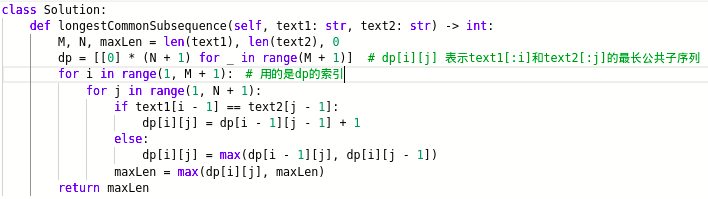 class Solution:
    def longestCommonSubsequence(self, text1: str, text2: str) -> int:
        M, N, maxLen = len(text1), len(text2), 0
        dp = [[0] * (N + 1) for _ in range(M + 1)]  # dp[i][j] 表示text1[:i]和text2[:j]的最长公共子序列
        for i in range(1, M + 1):  # 用的是dp的索引
            for j in range(1, N + 1):
                if text1[i - 1] == text2[j - 1]:
                    dp[i][j] = dp[i - 1][j - 1] + 1
                else:
                    dp[i][j] = max(dp[i - 1][j], dp[i][j - 1])
                maxLen = max(dp[i][j], maxLen)
        return maxLen